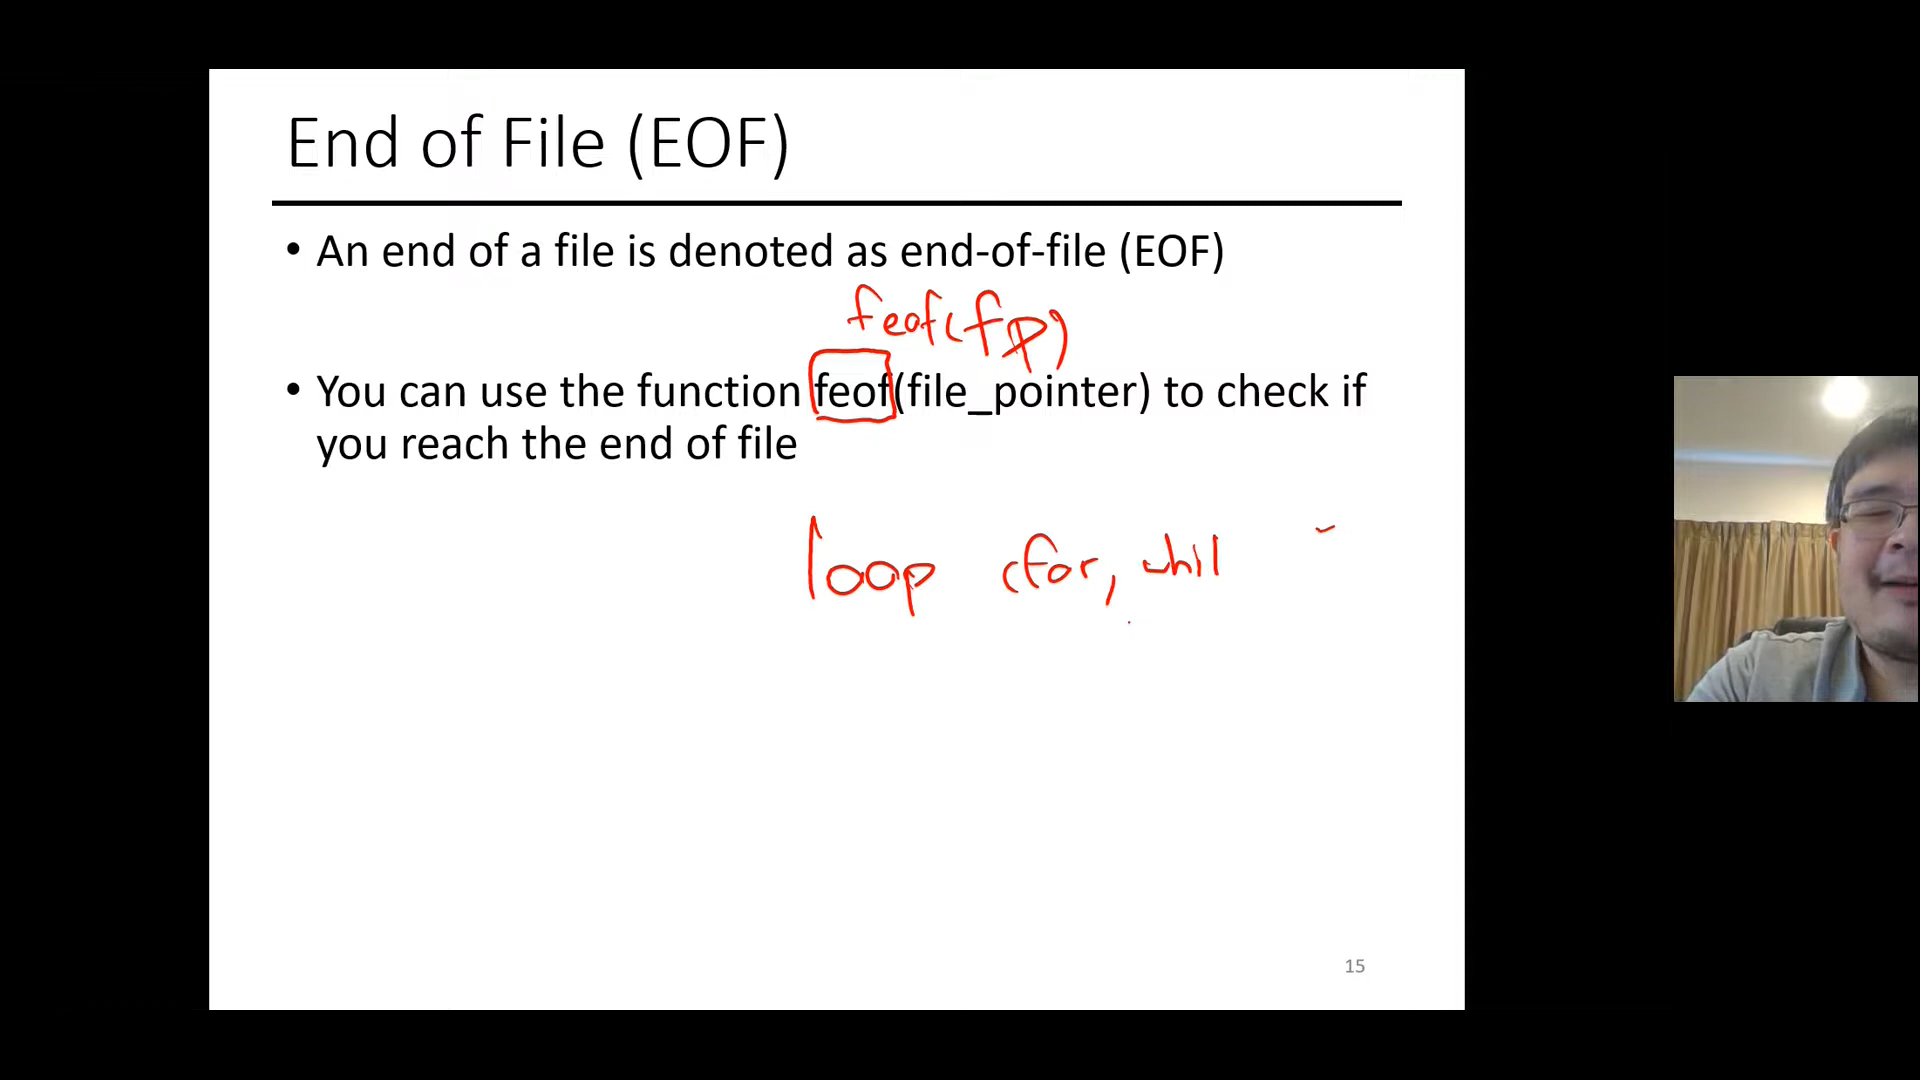 End of File (EOF)
• An end of a file is denoted as end-of-file (EOF)
feof(fp)
• You can use the function feof(file_pointer) to check if
you reach the end of file
loop (for, whil
15